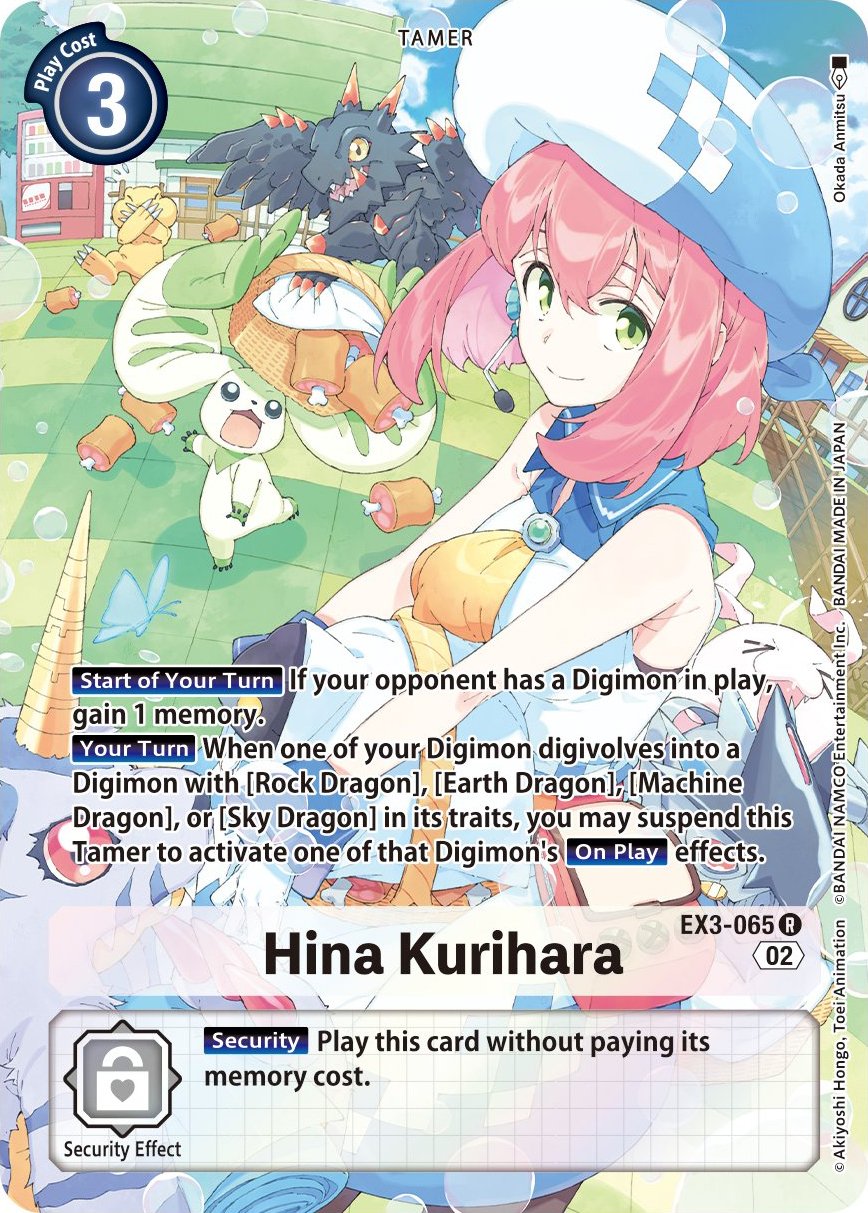 Play Cost
3
TAMER
Okada Anmitsu
Start of Your Turn If your opponent has a Digimon in play,
gain 1 memory.
Your Turn When one of your Digimon digivolves into a
Digimon with [Rock Dragon], [Earth Dragon], [Machine
Dragon], or [Sky Dragon] in its traits, you may suspend this
Tamer to activate one of that Digimon's On Play effects.
EX3-065 R
Hina Kurihara
02
Security Play this card without paying its
memory cost.
Security Effect
©Akiyoshi Hongo, Toei Animation ©BANDAI NAMCO Entertainment Inc. BANDAI MADE IN JAPAN